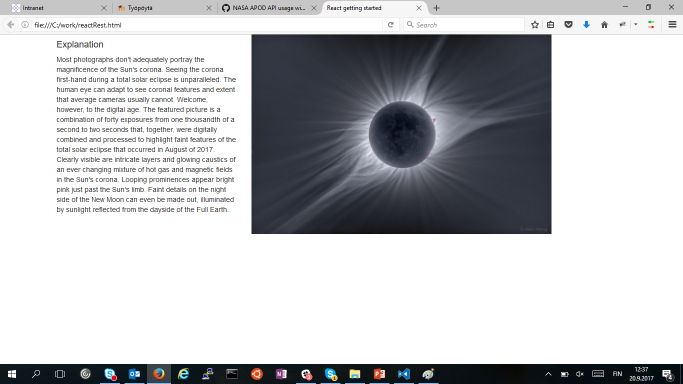 Intranet
Työpöytä
NASA APOD API usage wi...
React getting started
file:///C:/work/reactRest.html
Search
Explanation
Most photographs don't adequately portray the
magnificence of the Sun's corona. Seeing the corona
first-hand during a total solar eclipse is unparalleled. The
human eye can adapt to see coronal features and extent
that average cameras usually cannot. Welcome,
however, to the digital age. The featured picture is a
combination of forty exposures from one thousandth of a
second to two seconds that, together, were digitally
combined and processed to highlight faint features of the
total solar eclipse that occurred in August of 2017.
Clearly visible are intricate layers and glowing caustics of
an ever changing mixture of hot gas and magnetic fields
in the Sun's corona. Looping prominences appear bright
pink just past the Sun's limb. Faint details on the night
side of the New Moon can even be made out, illuminated
by sunlight reflected from the dayside of the Full Earth.
FIN
12:37
20.9.2017